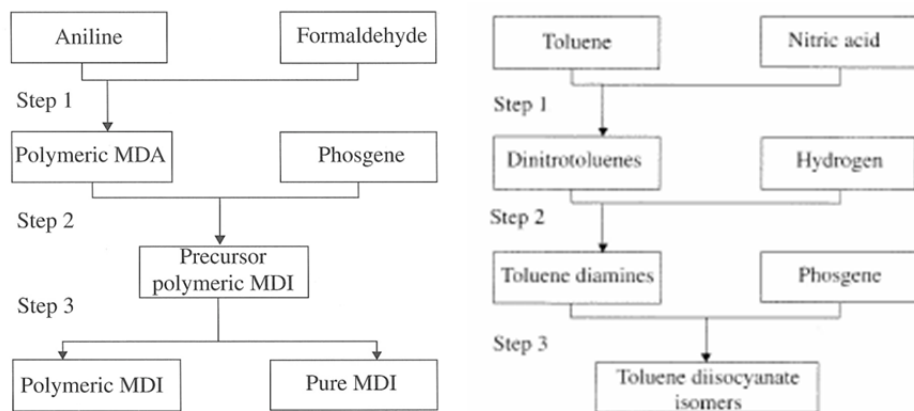 Aniline
Formaldehyde
Step 1
Polymeric MDA
Phosgene
Step 2
Precursor
polymeric MDI
Step 3
Polymeric MDI
Pure MDI
Toluene
Nitric acid
Step 1
Dinitrotoluenes
Hydrogen
Step 2
Toluene diamines
Phosgene
Step 3
Toluene diisocyanate
isomers